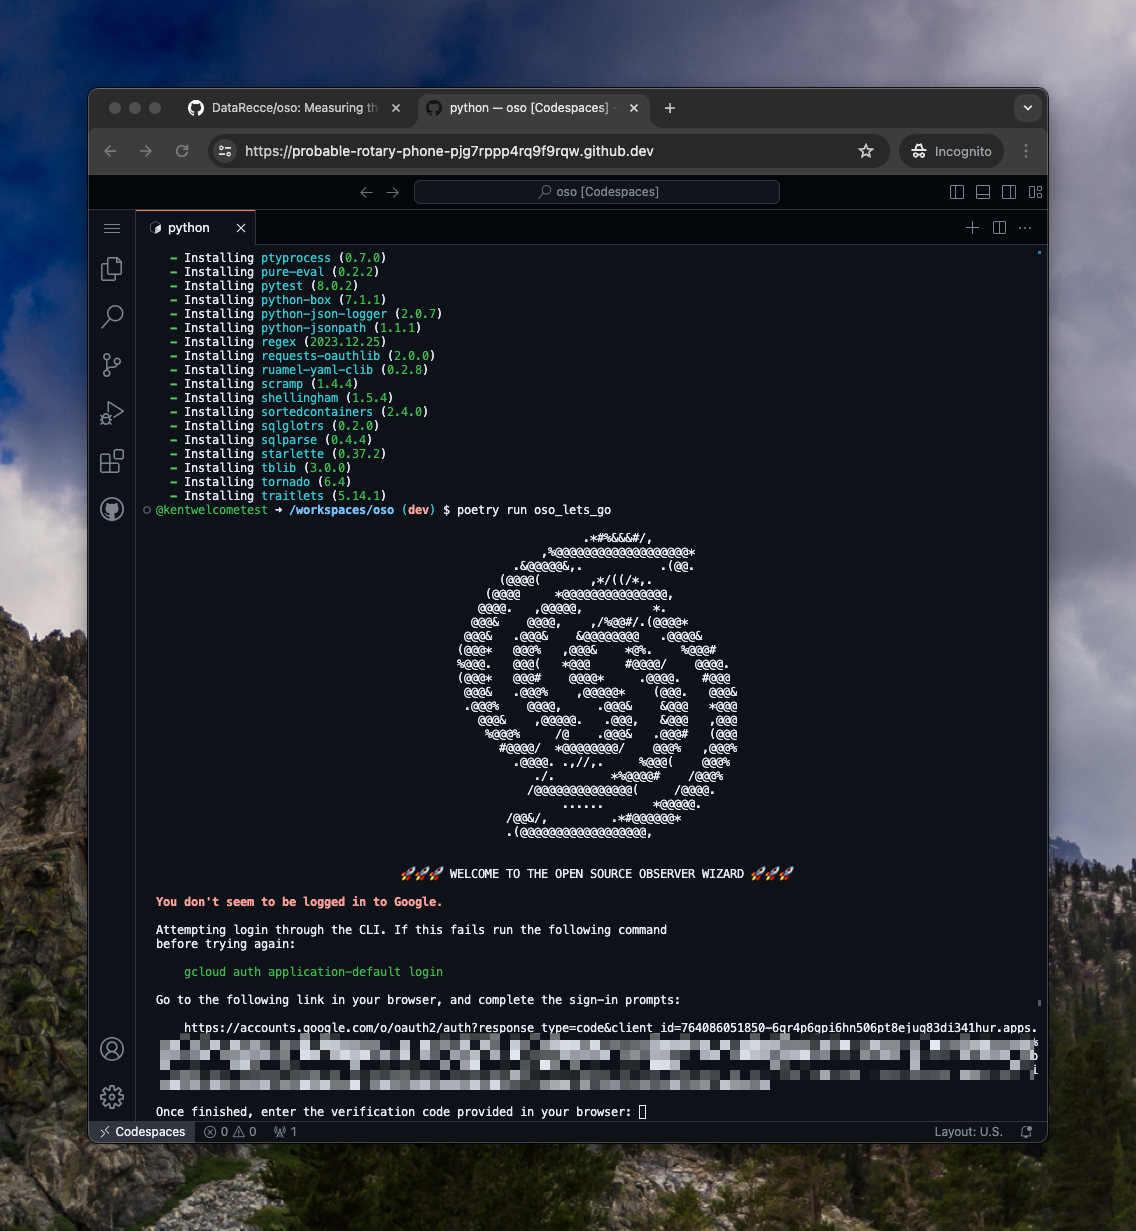 DataRecce/oso: Measuring th
python — oso [Codespaces] -
https://probable-rotary-phone-pjg7rppp4rq9f9rqw.github.dev
Incognito
oso [Codespaces]
python
- Installing ptyprocess (0.7.0)
- Installing pure-eval (0.2.2)
- Installing pytest (8.0.2)
- Installing python-box (7.1.1)
- Installing python-json-logger (2.0.7)
- Installing python-jsonpath (1.1.1)
- Installing regex (2023.12.25)
- Installing requests-oauthlib (2.0.0)
- Installing ruamel-yaml-clib (0.2.8)
- Installing scramp (1.4.4)
- Installing shellingham (1.5.4)
- Installing sortedcontainers (2.4.0)
- Installing sqlglotrs (0.2.0)
- Installing sqlparse (0.4.4)
- Installing starlette (0.37.2)
- Installing tblib (3.0.0)
- Installing tornado (6.4)
- Installing traitlets (5.14.1)
@kentwelcometest ➜ /workspaces/oso (dev) $ poetry run oso_lets_go
🚀🚀🚀 WELCOME TO THE OPEN SOURCE OBSERVER WIZARD 🚀🚀🚀
You don't seem to be logged in to Google.
Attempting login through the CLI. If this fails run the following command
before trying again:
gcloud auth application-default login
Go to the following link in your browser, and complete the sign-in prompts:
https://accounts.google.com/o/oauth2/auth?response_type=code&client_id=764086051850-6qr4p6gpi6hn506pt8ejuq83di341hur.apps.
Once finished, enter the verification code provided in your browser:
Codespaces
0
0
1
Layout: U.S.